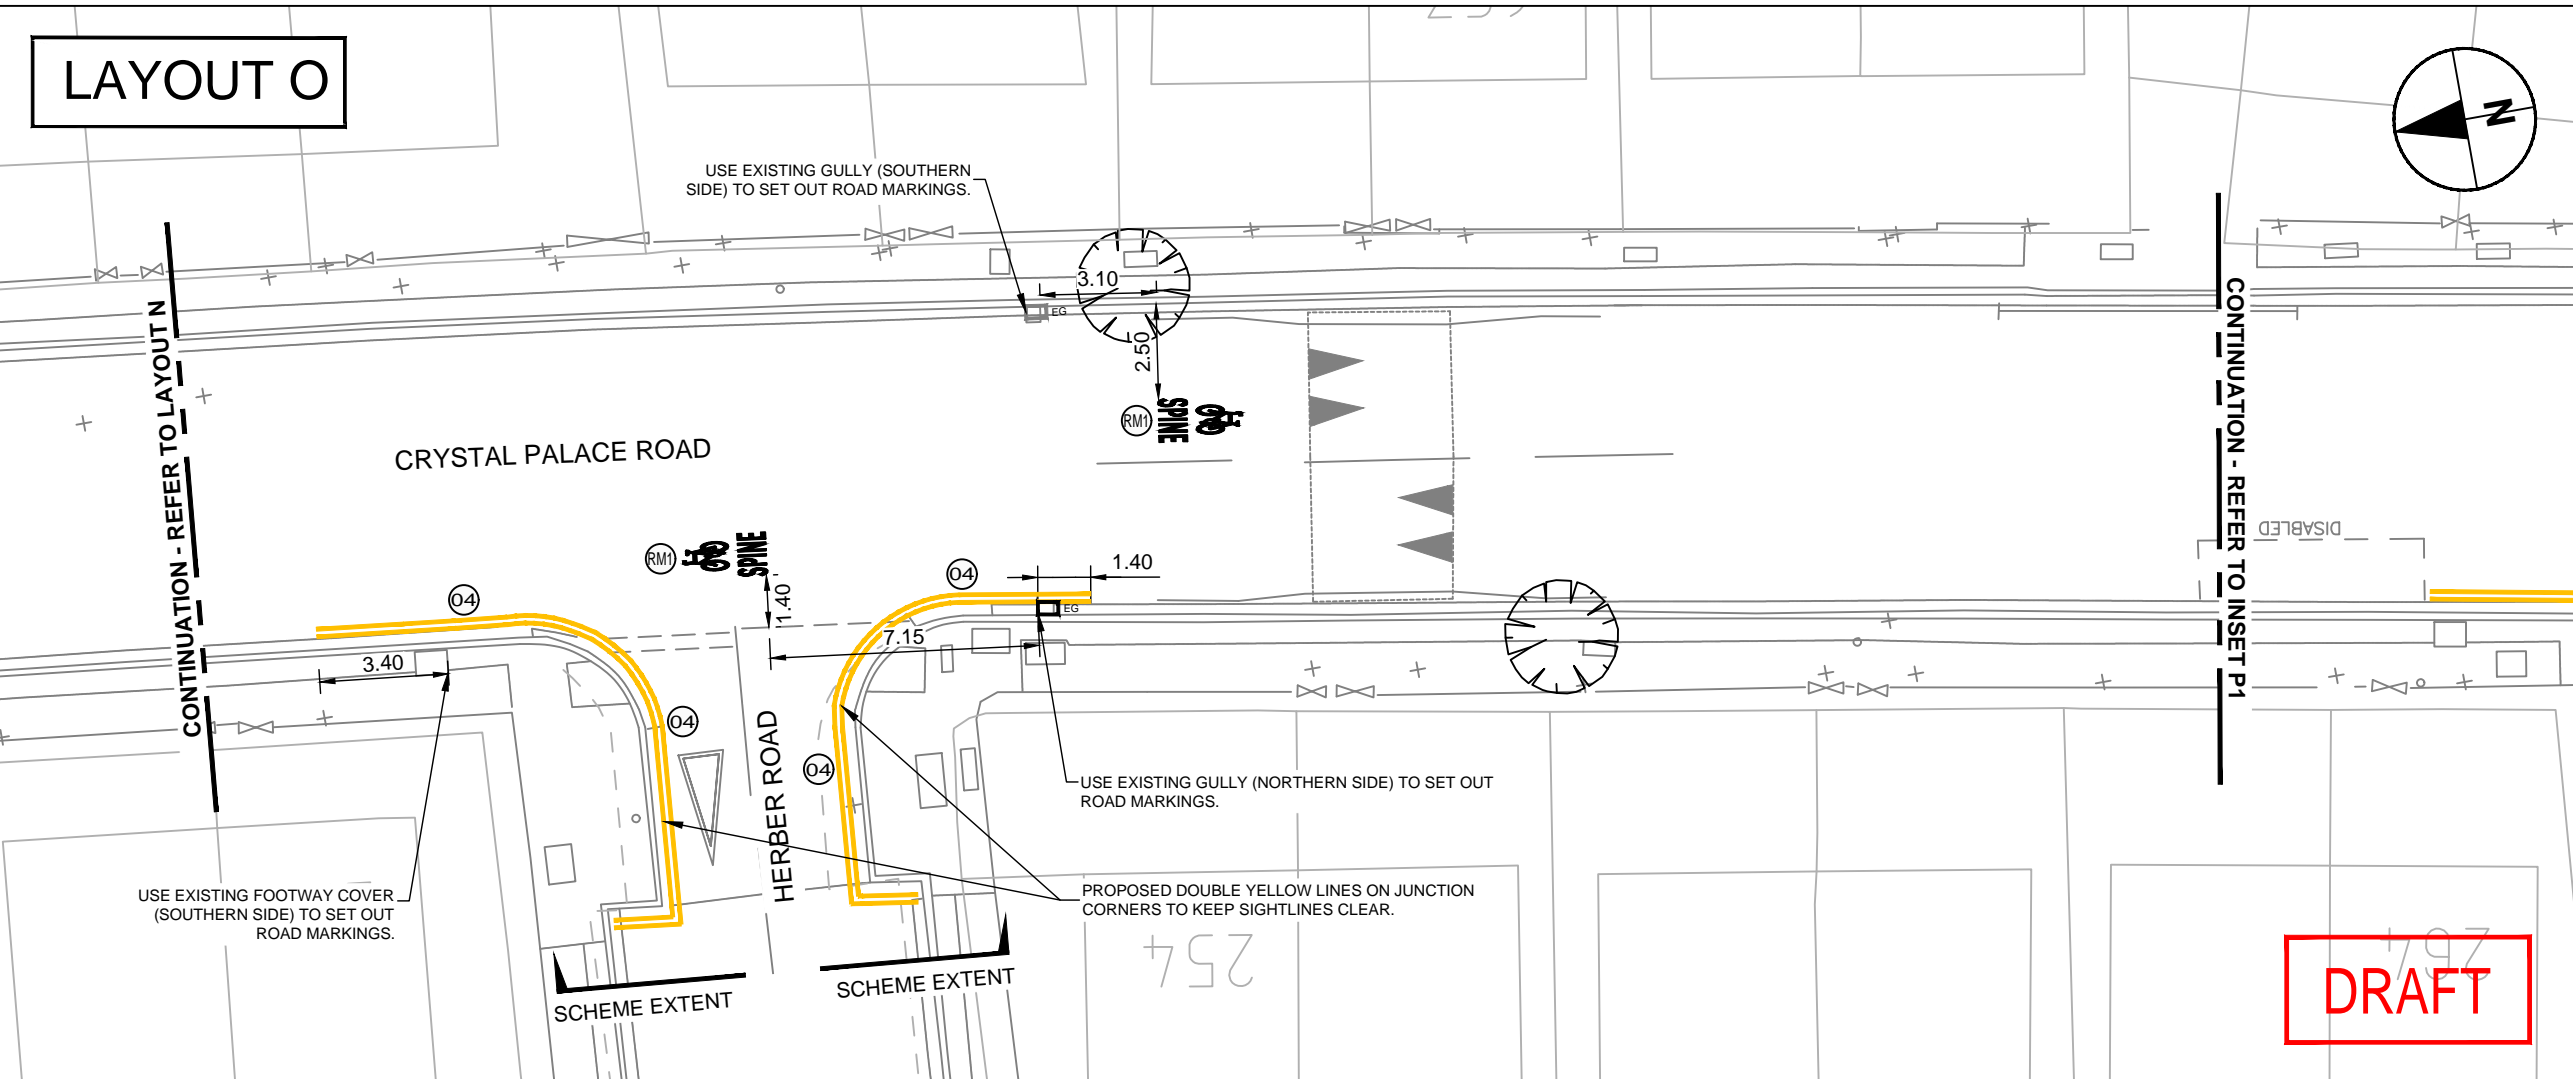 LAYOUT O
N
USE EXISTING GULLY (SOUTHERN
SIDE) TO SET OUT ROAD MARKINGS.
3.10
EG
2.50
RM1
SPINE
CONTINUATION - REFER TO LAYOUT N
CRYSTAL PALACE ROAD
CONTINUATION - REFER TO INSET P1
DISABLED
RM1
SPINE
1.40
04
04
1.40
EG
7.15
3.40
04
04
HERBER ROAD
USE EXISTING GULLY (NORTHERN SIDE) TO SET OUT
ROAD MARKINGS.
USE EXISTING FOOTWAY COVER
(SOUTHERN SIDE) TO SET OUT
ROAD MARKINGS.
PROPOSED DOUBLE YELLOW LINES ON JUNCTION
CORNERS TO KEEP SIGHTLINES CLEAR.
SCHEME EXTENT
SCHEME EXTENT
254
264
DRAFT